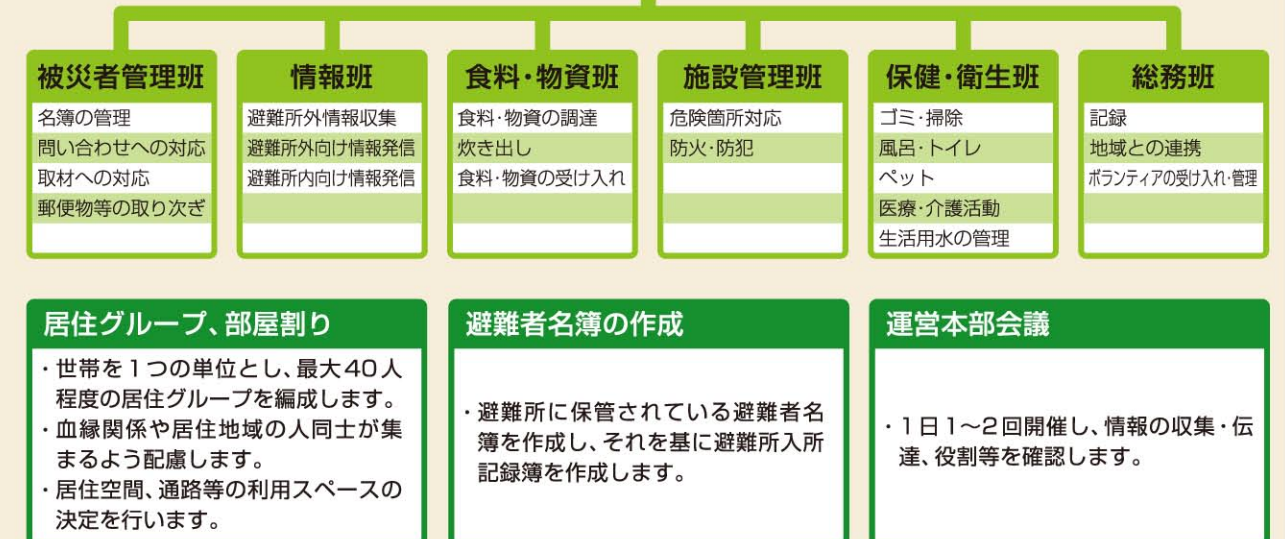 被災者管理班
名簿の管理
問い合わせへの対応
取材への対応
郵便物等の取り次ぎ
情報班
避難所外情報収集
避難所外向け情報発信
避難所内向け情報発信
食料・物資班
食料・物資の調達
炊き出し
食料・物資の受け入れ
施設管理班
危険箇所対応
防火・防犯
保健・衛生班
ゴミ・掃除
風呂・トイレ
ペット
医療・介護活動
生活用水の管理
総務班
記録
地域との連携
ボランティアの受け入れ・管理
居住グループ、部屋割り
・世帯を1つの単位とし、最大40人
程度の居住グループを編成します。
・血縁関係や居住地域の人同士が集
まるよう配慮します。
・居住空間、通路等の利用スペースの
決定を行います。
避難者名簿の作成
・避難所に保管されている避難者名
簿を作成し、それを基に避難所入所
記録簿を作成します。
運営本部会議
・1日1～2回開催し、情報の収集・伝
達、役割等を確認します。